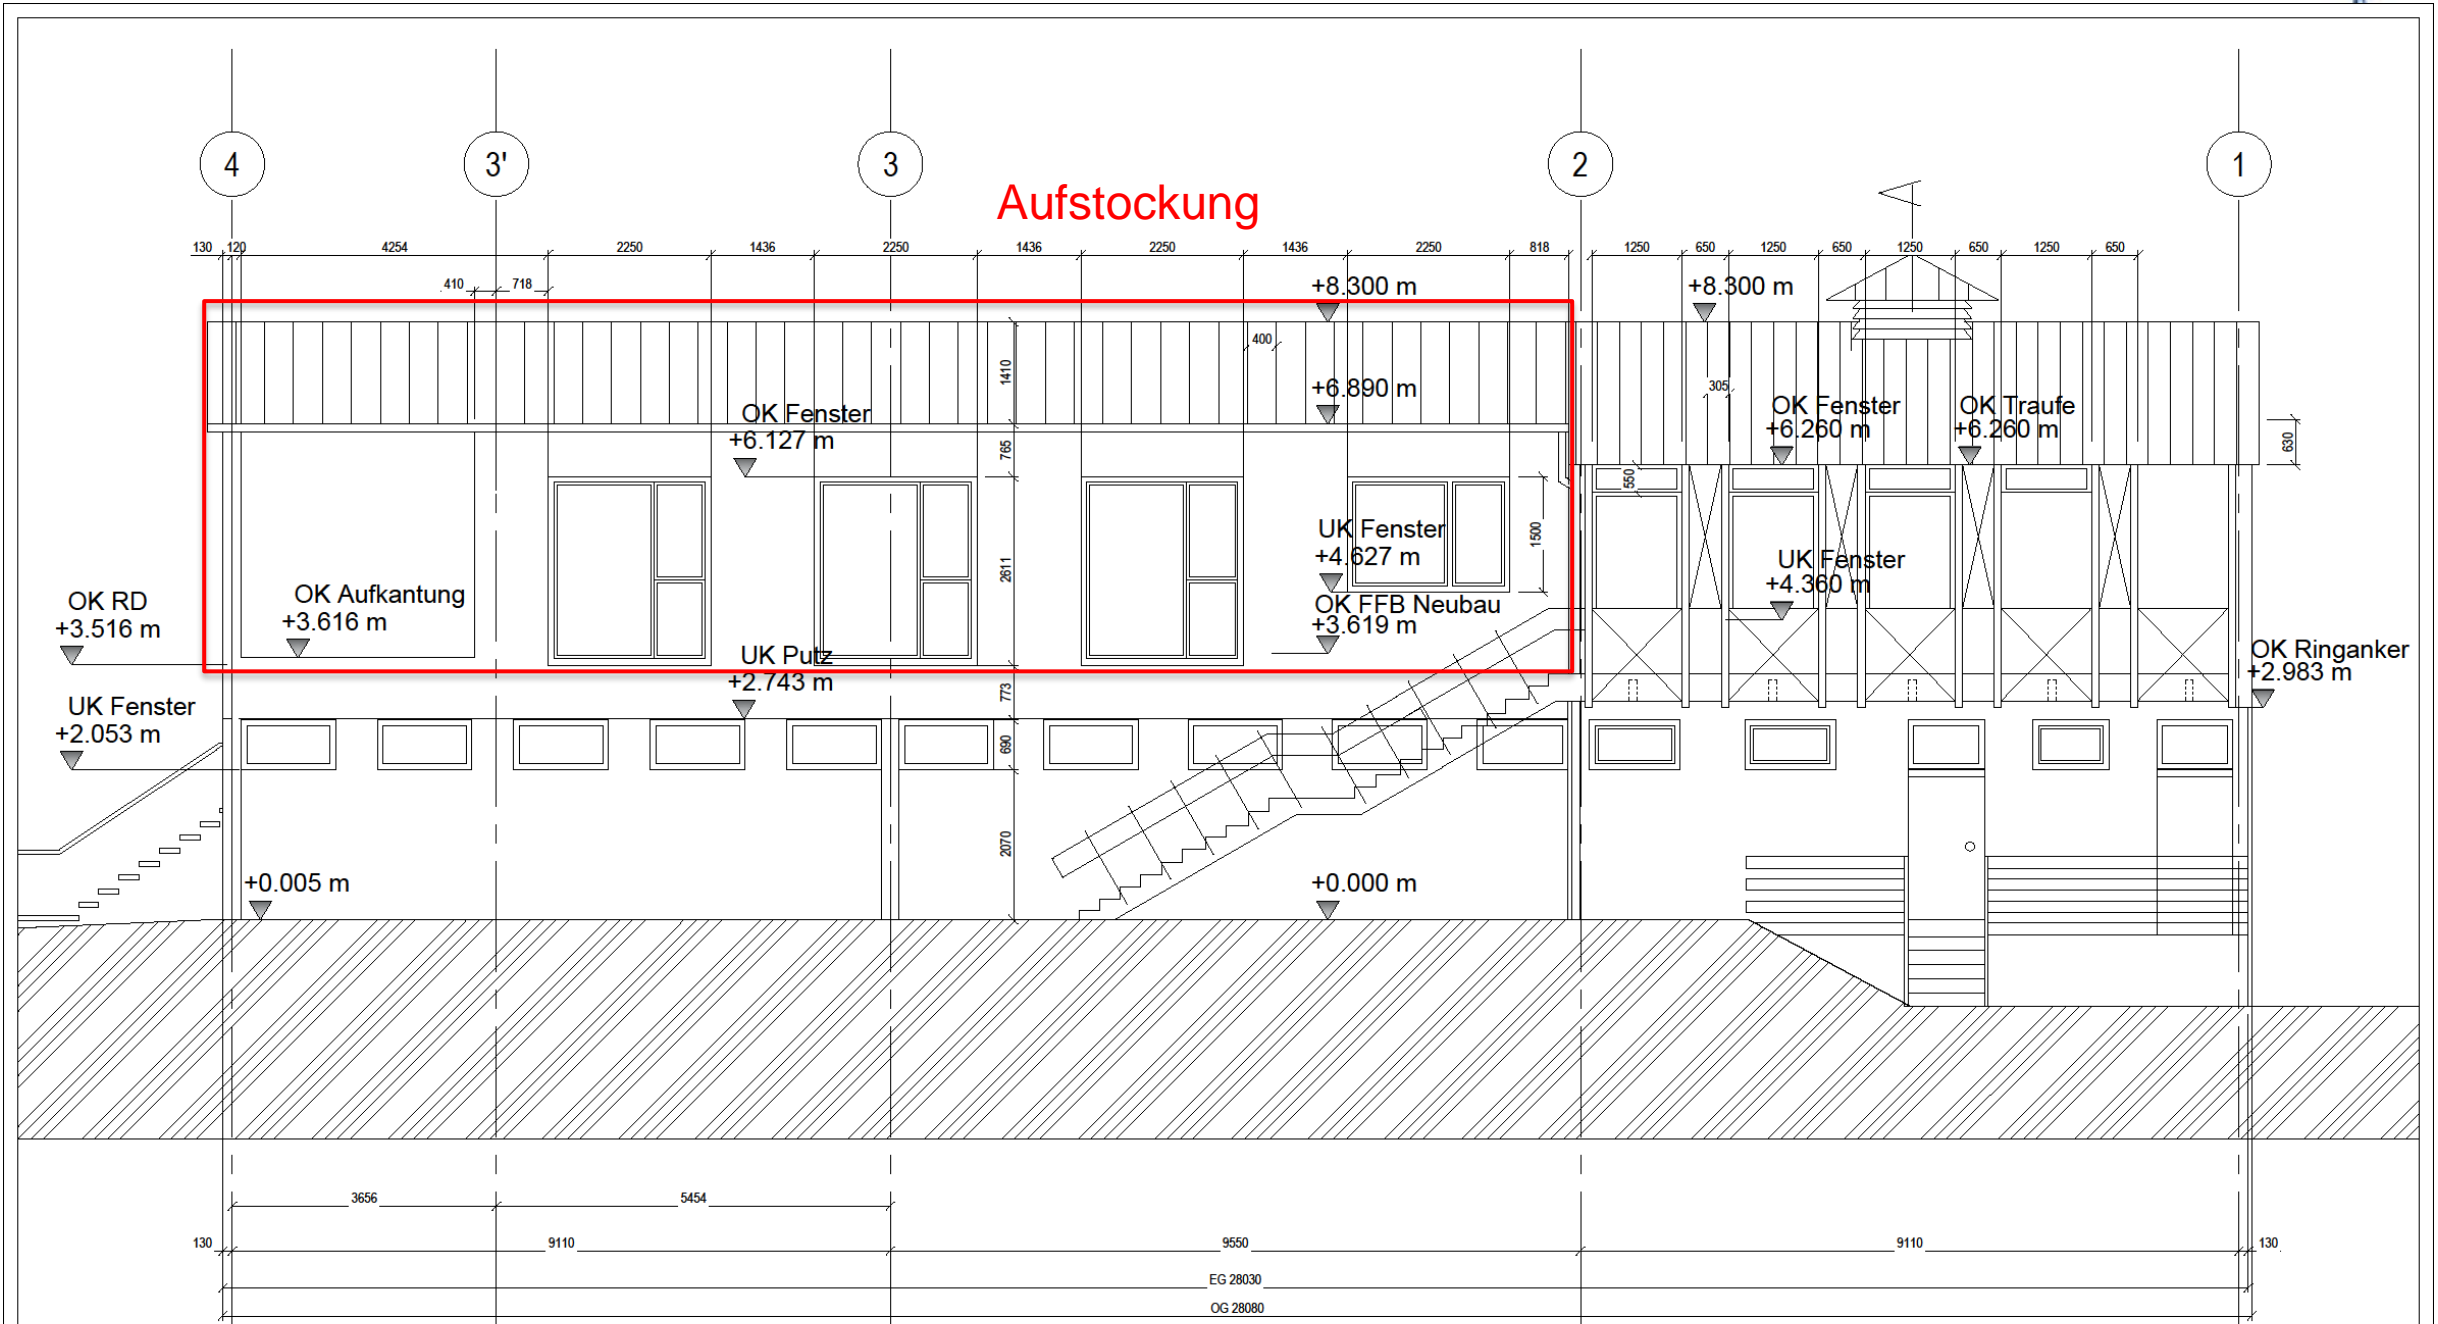 4
3'
3
2
1
Aufstockung
130
120
4254
2250
1436
2250
1436
2250
1436
2250
818
1250
650
1250
650
1250
650
1250
650
410
718
+8.300 m
+8.300 m
400
1410
+6.890 m
305
OK Fenster
+6.127 m
OK Fenster
+6.260 m
OK Traufe
+6.260 m
630
765
550
1500
UK Fenster
+4.627 m
2611
UK Fenster
+4.360 m
OK RD
+3.516 m
OK Aufkantung
+3.616 m
OK FFB Neubau
+3.619 m
UK Putz
+2.743 m
OK Ringanker
+2.983 m
773
UK Fenster
+2.053 m
690
2070
+0.005 m
+0.000 m
3656
5454
130
9110
9550
9110
130
EG 28030
OG 28080